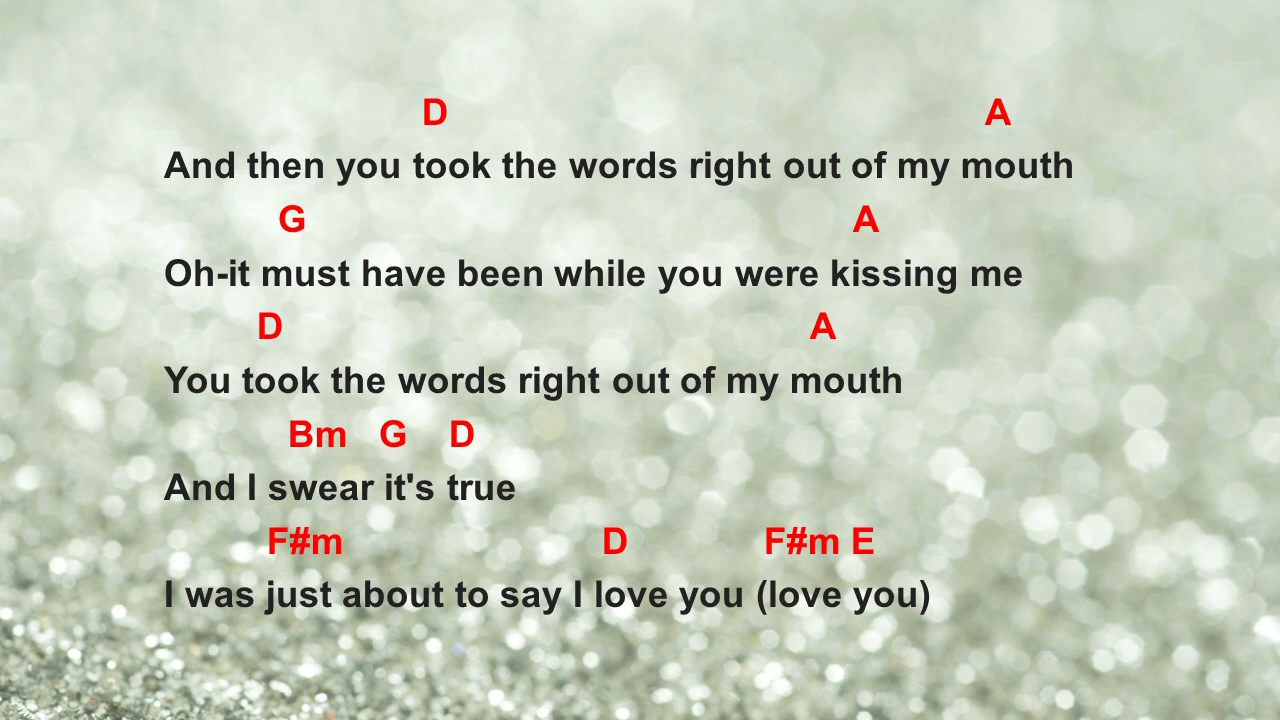 D A
And then you took the words right out of my mouth
G A
Oh-it must have been while you were kissing me
D A
You took the words right out of my mouth
Bm G D
And I swear it's true
F#m D F#m E
I was just about to say I love you (love you)